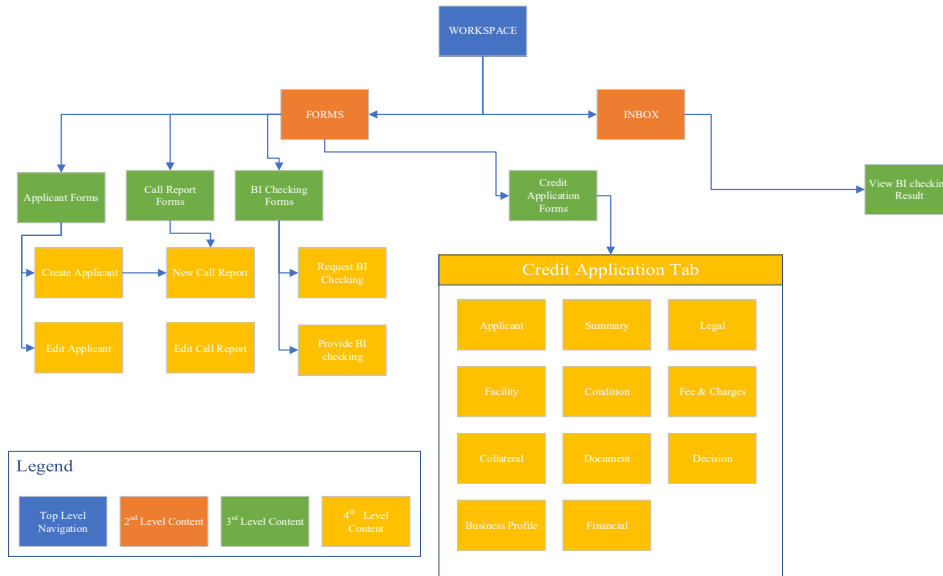 WORKSPACE
FORMS
INBOX
Applicant Forms
Call Report
Forms
BI Checking
Forms
Credit
Application
Forms
View BI checking
Result
Create Applicant
New Call Report
Request BI
Checking
Edit Applicant
Edit Call Report
Provide BI
checking
Credit Application Tab
Applicant
Summary
Legal
Facility
Condition
Fee & Charges
Collateral
Document
Decision
Business Profile
Financial
Legend
Top Level
Navigation
2nd Level Content
3rd Level Content
4th Level
Content